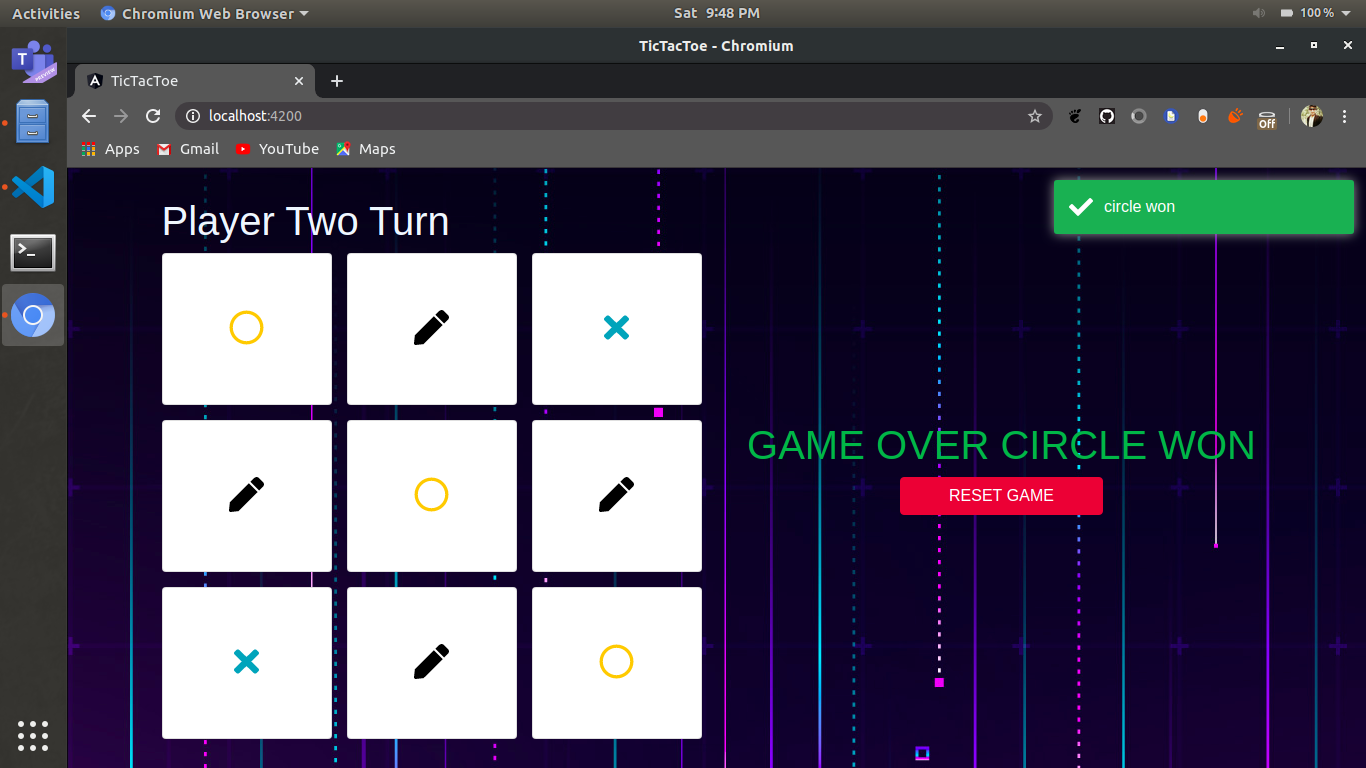 Activities
Chromium Web Browser
Sat 9:48 PM
100 %
TicTacToe - Chromium
T
PREVIEW
TicTacToe
localhost:4200
Off
Apps
Gmail
YouTube
Maps
circle won
Player Two Turn
GAME OVER CIRCLE WON
RESET GAME